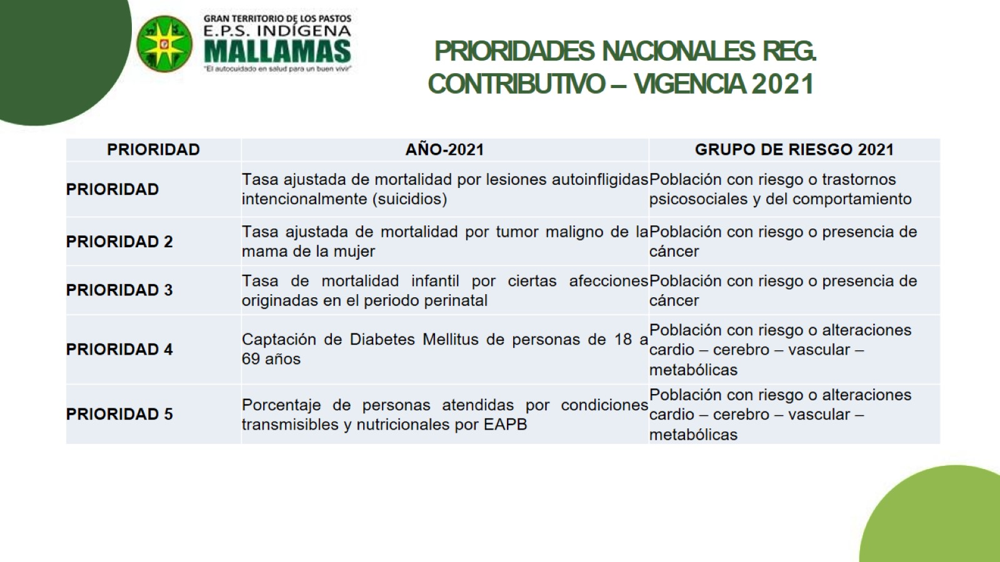 GRAN TERRITORIO DE LOS PASTOS
E.P.S. INDÍGENA
MALLAMAS
"El autocuidado en salud para un buen vivir"
PRIORIDADES NACIONALES REG.
CONTRIBUTIVO – VIGENCIA 2021
PRIORIDAD AÑO-2021 GRUPO DE RIESGO 2021
PRIORIDAD
Tasa ajustada de mortalidad por lesiones autoinfligidas
intencionalmente (suicidios)
Población con riesgo o trastornos
psicosociales y del comportamiento
PRIORIDAD 2
Tasa ajustada de mortalidad por tumor maligno de la
mama de la mujer
Población con riesgo o presencia de
cáncer
PRIORIDAD 3
Tasa de mortalidad infantil por ciertas afecciones
originadas en el periodo perinatal
Población con riesgo o presencia de
cáncer
PRIORIDAD 4
Captación de Diabetes Mellitus de personas de 18 a
69 años
Población con riesgo o alteraciones
cardio – cerebro – vascular –
metabólicas
PRIORIDAD 5
Porcentaje de personas atendidas por condiciones
transmisibles y nutricionales por EAPB
Población con riesgo o alteraciones
cardio – cerebro – vascular –
metabólicas